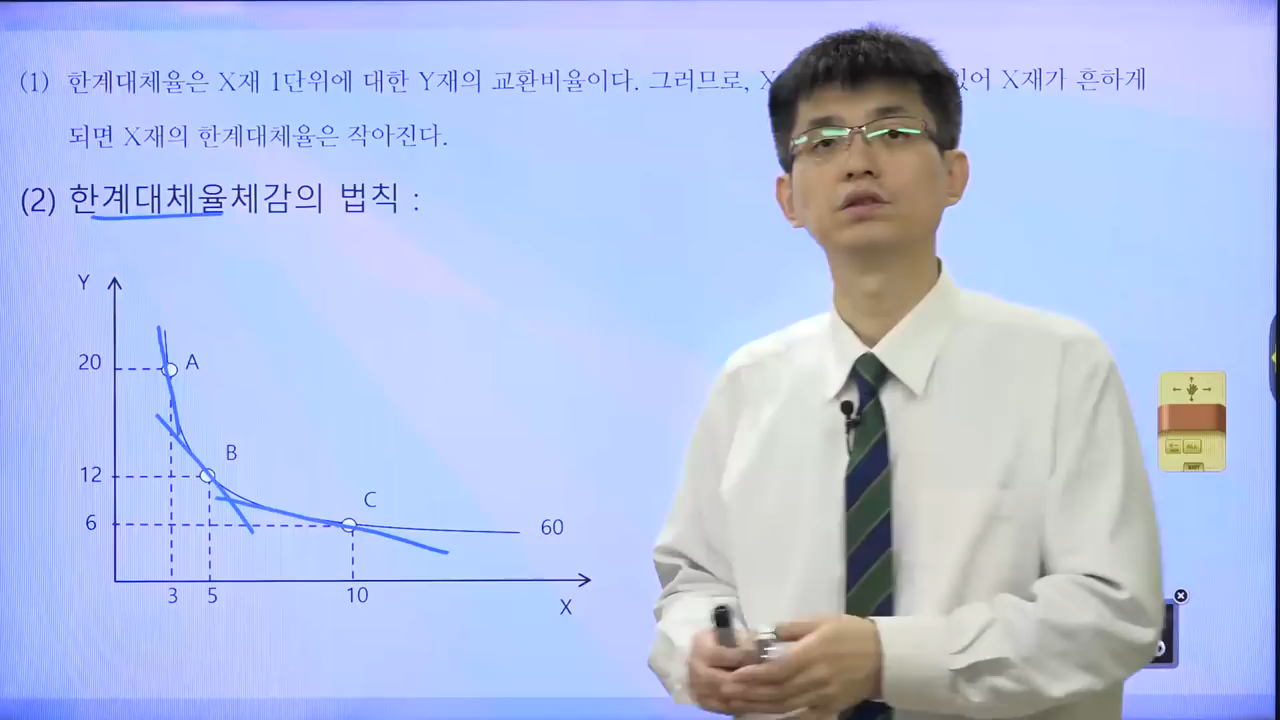 (1) 한계대체율은 X재 1단위에 대한 Y재의 교환비율이다. 그러므로, X 있어 X재가 흔하게
되면 X재의 한계대체율은 작아진다.
(2) 한계대체율체감의 법칙 :
Y
20 A
B
12
C
6 60
3 5 10
X